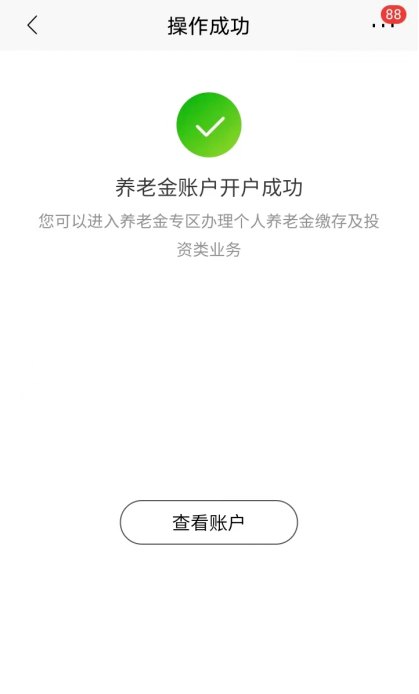 操作成功
88
养老金账户开户成功
您可以进入养老金专区办理个人养老金缴存及投
资类业务
查看账户